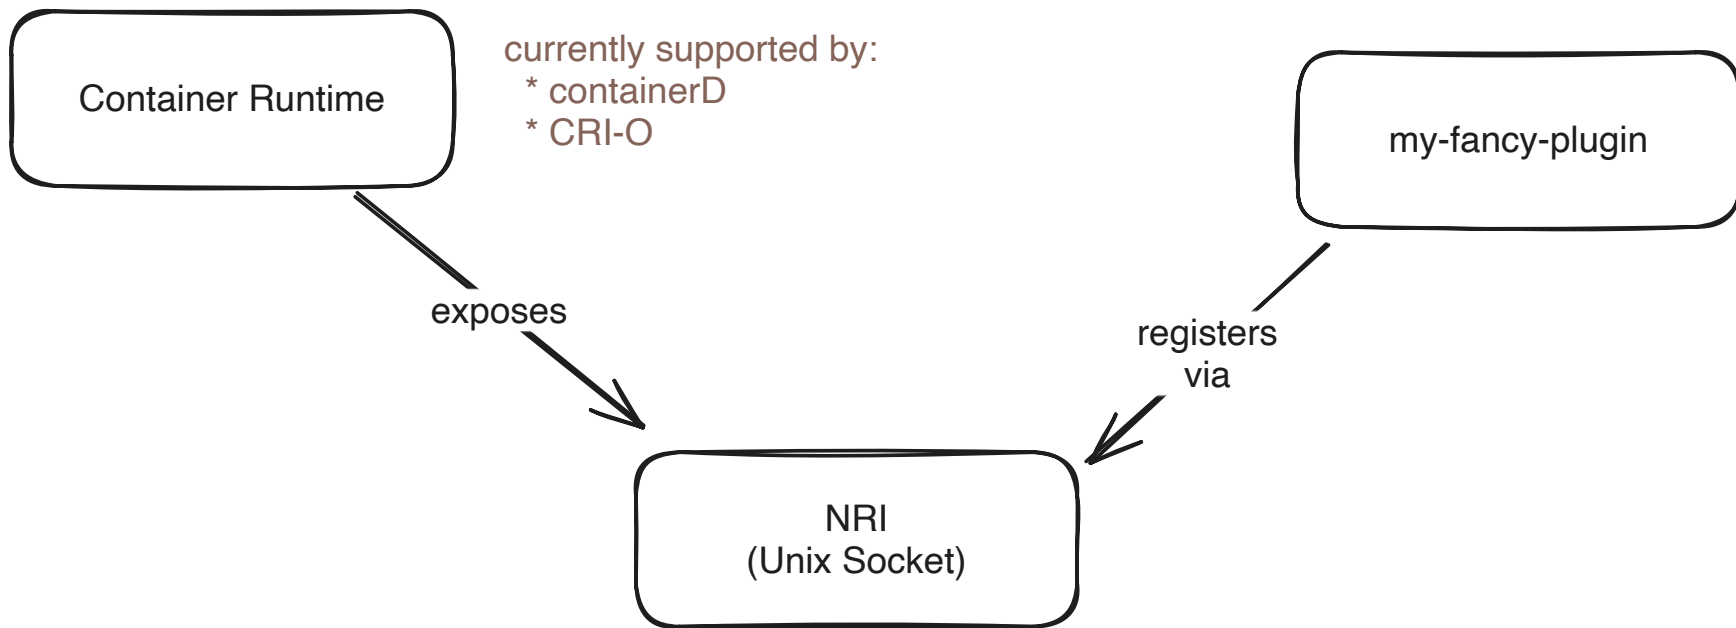 Container Runtime
currently supported by:
* containerD
* CRI-O
my-fancy-plugin
exposes
registers
via
NRI
(Unix Socket)